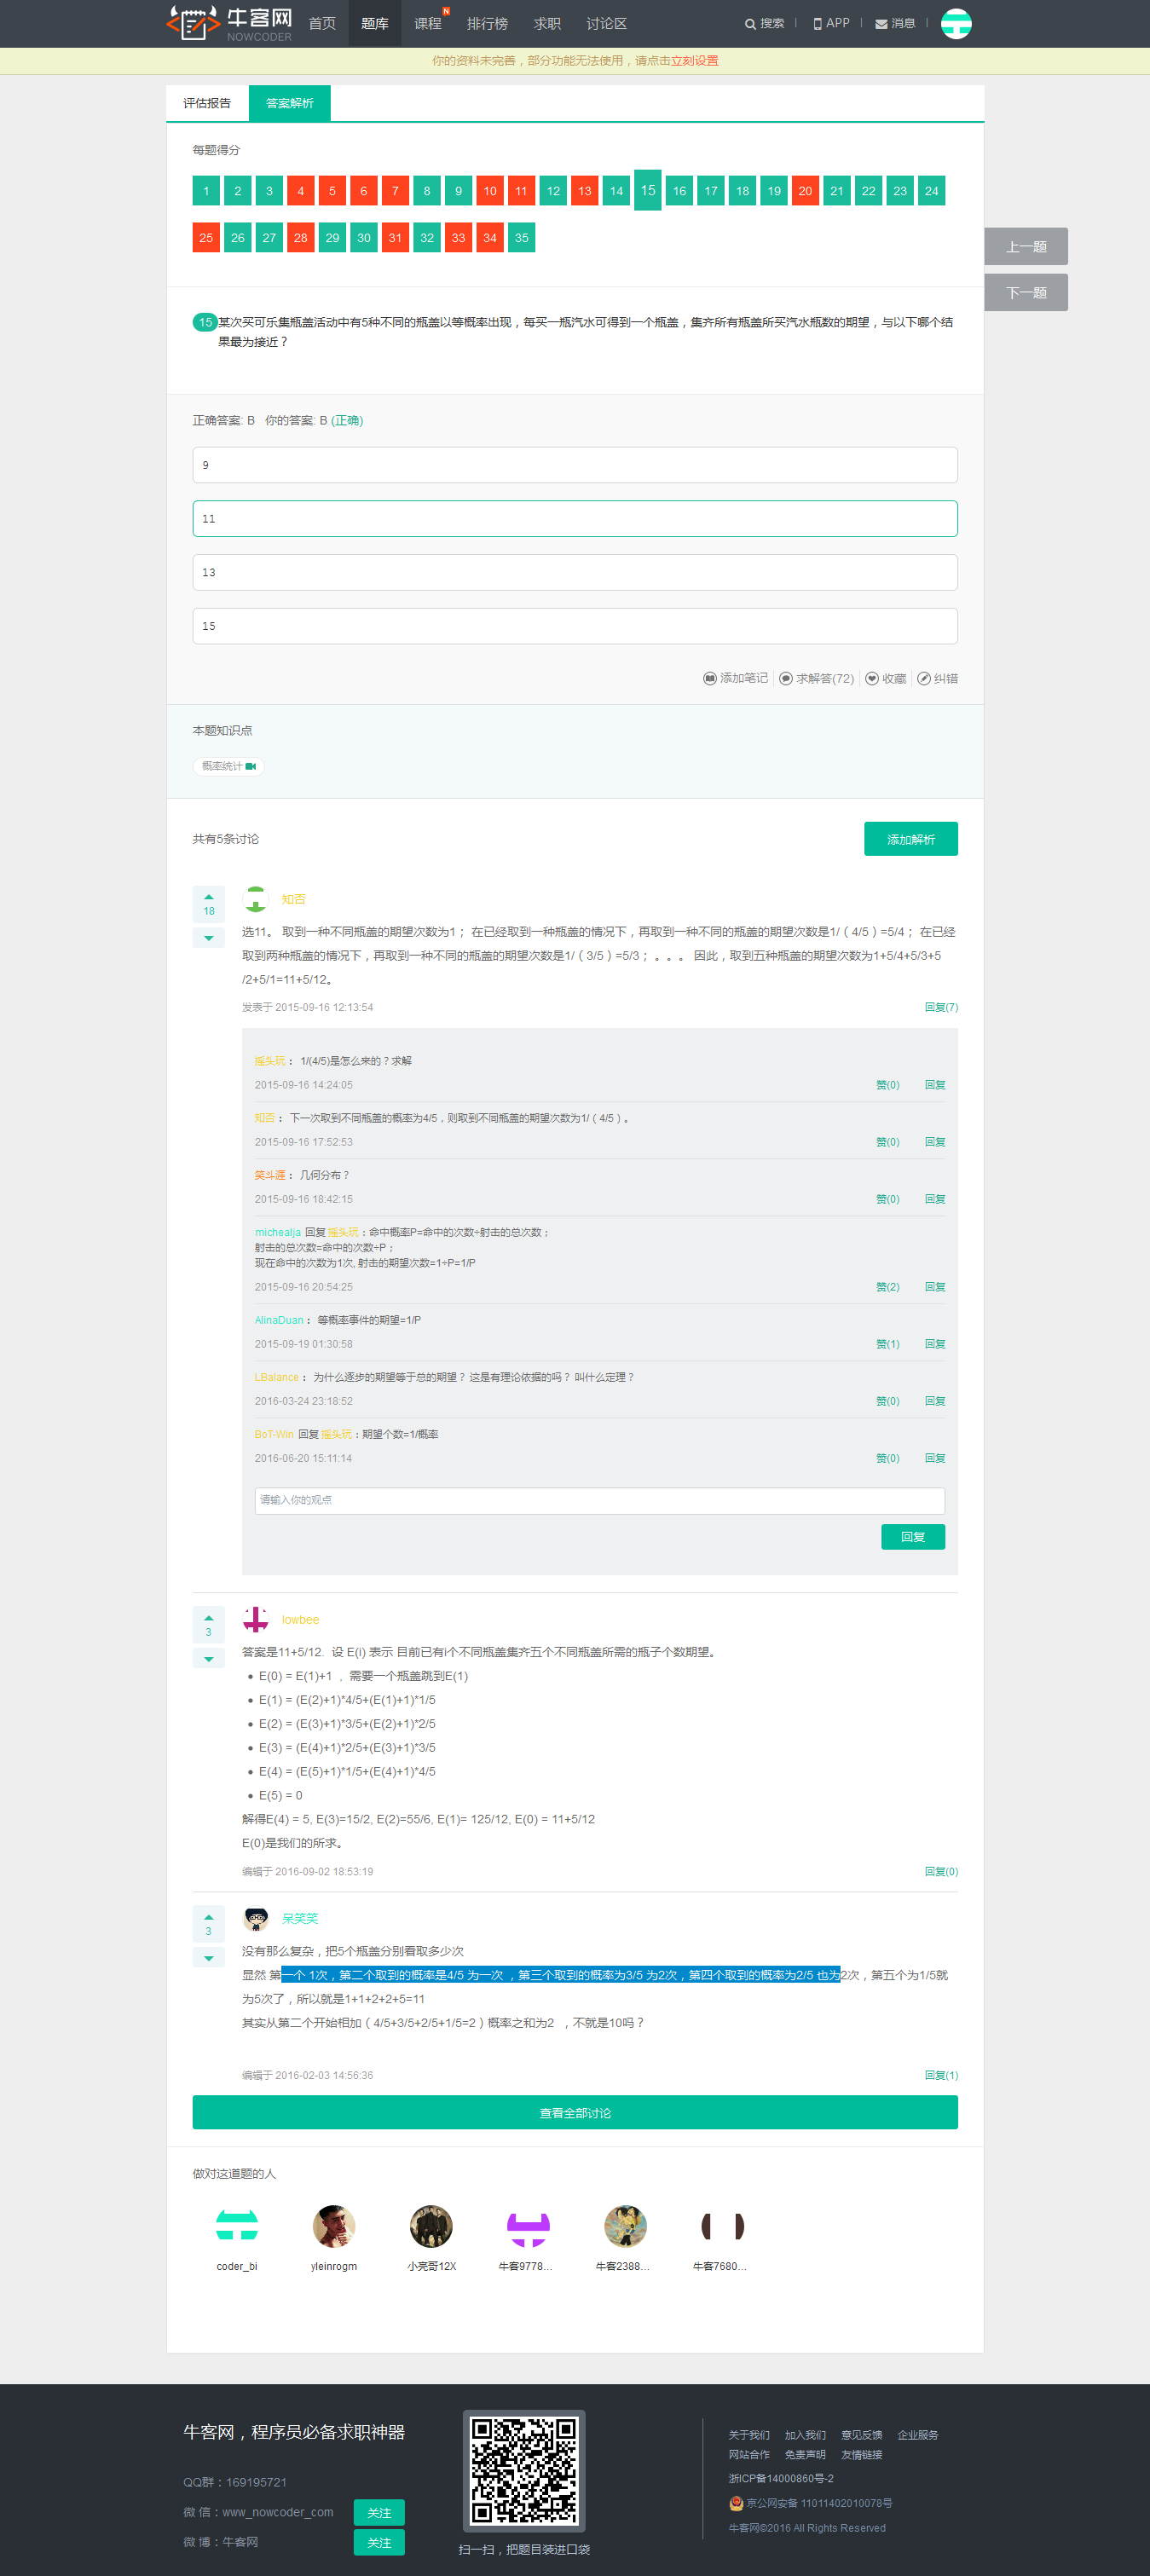 牛客网
NOWCODER
首页 题库 课程 N 排行榜 求职 讨论区 搜索 APP 消息
你的资料未完善，部分功能无法使用，请点击立刻设置
评估报告 答案解析
每题得分
1 2 3 4 5 6 7 8 9 10 11 12 13 14 15 16 17 18 19 20 21 22 23 24
25 26 27 28 29 30 31 32 33 34 35
上一题
下一题
15 某次买可乐集瓶盖活动中有5种不同的瓶盖以等概率出现，每买一瓶汽水可得到一个瓶盖，集齐所有瓶盖所买汽水瓶数的期望，与以下哪个结
果最为接近？
正确答案: B 你的答案: B (正确)
9
11
13
15
添加笔记 求解答(72) 收藏 纠错
本题知识点
概率统计
共有5条讨论
添加解析
18
知否
选11。 取到一种不同瓶盖的期望次数为1； 在已经取到一种瓶盖的情况下，再取到一种不同的瓶盖的期望次数是1/（4/5）=5/4； 在已经
取到两种瓶盖的情况下，再取到一种不同的瓶盖的期望次数是1/（3/5）=5/3； 。。。 因此，取到五种瓶盖的期望次数为1+5/4+5/3+5
/2+5/1=11+5/12。
发表于 2015-09-16 12:13:54 回复(7)
摇头玩： 1/(4/5)是怎么来的？求解
2015-09-16 14:24:05 赞(0) 回复
知否： 下一次取到不同瓶盖的概率为4/5，则取到不同瓶盖的期望次数为1/（4/5）。
2015-09-16 17:52:53 赞(0) 回复
笑斗涯： 几何分布？
2015-09-16 18:42:15 赞(0) 回复
michealja 回复 摇头玩：命中概率P=命中的次数÷射击的总次数；
射击的总次数=命中的次数÷P；
现在命中的次数为1次, 射击的期望次数=1÷P=1/P
2015-09-16 20:54:25 赞(2) 回复
AlinaDuan： 等概率事件的期望=1/P
2015-09-19 01:30:58 赞(1) 回复
LBalance： 为什么逐步的期望等于总的期望？ 这是有理论依据的吗？ 叫什么定理？
2016-03-24 23:18:52 赞(0) 回复
BoT-Win 回复 摇头玩：期望个数=1/概率
2016-06-20 15:11:14 赞(0) 回复
请输入你的观点
回复
3
lowbee
答案是11+5/12. 设 E(i) 表示 目前已有i个不同瓶盖集齐五个不同瓶盖所需的瓶子个数期望。
• E(0) = E(1)+1 ， 需要一个瓶盖跳到E(1)
• E(1) = (E(2)+1)*4/5+(E(1)+1)*1/5
• E(2) = (E(3)+1)*3/5+(E(2)+1)*2/5
• E(3) = (E(4)+1)*2/5+(E(3)+1)*3/5
• E(4) = (E(5)+1)*1/5+(E(4)+1)*4/5
• E(5) = 0
解得E(4) = 5, E(3)=15/2, E(2)=55/6, E(1)= 125/12, E(0) = 11+5/12
E(0)是我们的所求。
编辑于 2016-09-02 18:53:19 回复(0)
3
呆笑笑
没有那么复杂，把5个瓶盖分别看取多少次
显然 第一个 1次，第二个取到的概率是4/5 为一次 ，第三个取到的概率为3/5 为2次，第四个取到的概率为2/5 也为2次，第五个为1/5就
为5次了，所以就是1+1+2+2+5=11
其实从第二个开始相加（4/5+3/5+2/5+1/5=2）概率之和为2 ，不就是10吗？
编辑于 2016-02-03 14:56:36 回复(1)
查看全部讨论
做对这道题的人
coder_bi yleinrogm 小亮哥12X 牛客9778... 牛客2388... 牛客7680...
牛客网，程序员必备求职神器
QQ群：169195721
微 信：www_nowcoder_com 关注
微 博：牛客网 关注
扫一扫，把题目装进口袋
关于我们 加入我们 意见反馈 企业服务
网站合作 免责声明 友情链接
浙ICP备14000860号-2
京公网安备 11011402010078号
牛客网©2016 All Rights Reserved